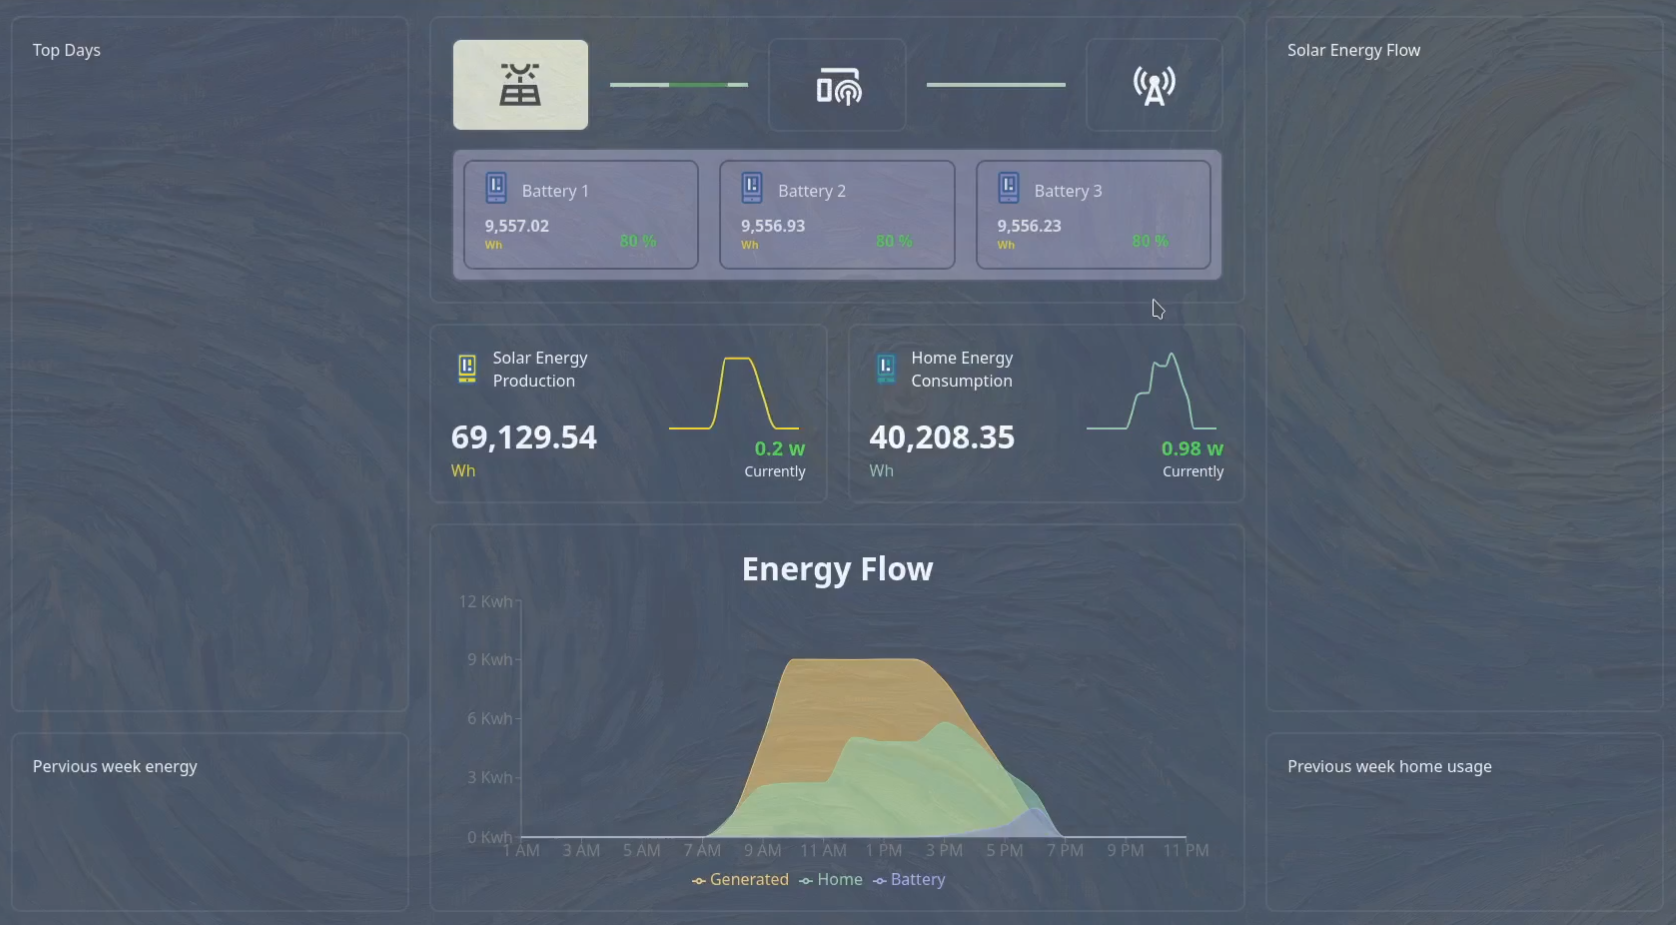 Top Days
Battery 1
9,557.02
Wh
80 %
Battery 2
9,556.93
Wh
80 %
Battery 3
9,556.23
Wh
80 %
Solar Energy
Production
69,129.54
Wh
0.2 w
Currently
Home Energy
Consumption
40,208.35
Wh
0.98 w
Currently
Energy Flow
12 Kwh
9 Kwh
6 Kwh
3 Kwh
0 Kwh
1 AM 3 AM 5 AM 7 AM 9 AM 11 AM 1 PM 3 PM 5 PM 7 PM 9 PM 11 PM
Generated Home Battery
Pervious week energy
Solar Energy Flow
Previous week home usage